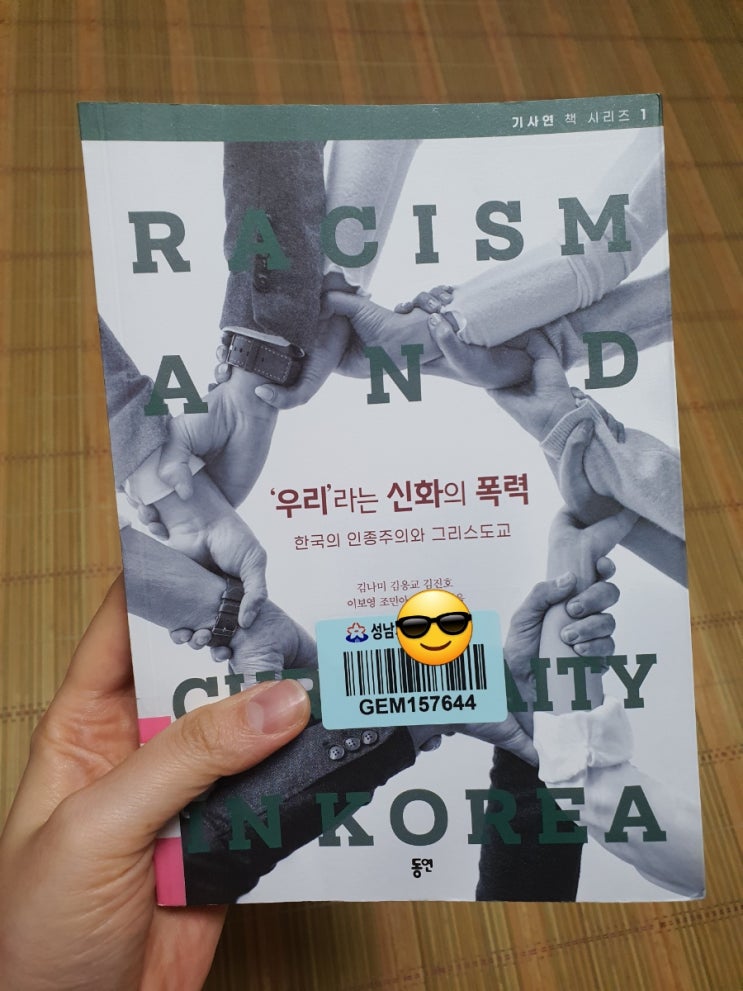 기사연 책 시리즈 1
RACISM
AND
'우리'라는 신화의 폭력
한국의 인종주의와 그리스도교
김나미 김응교 김진호
이보영 조민아
성남
GEM157644
IN KOREA
동연